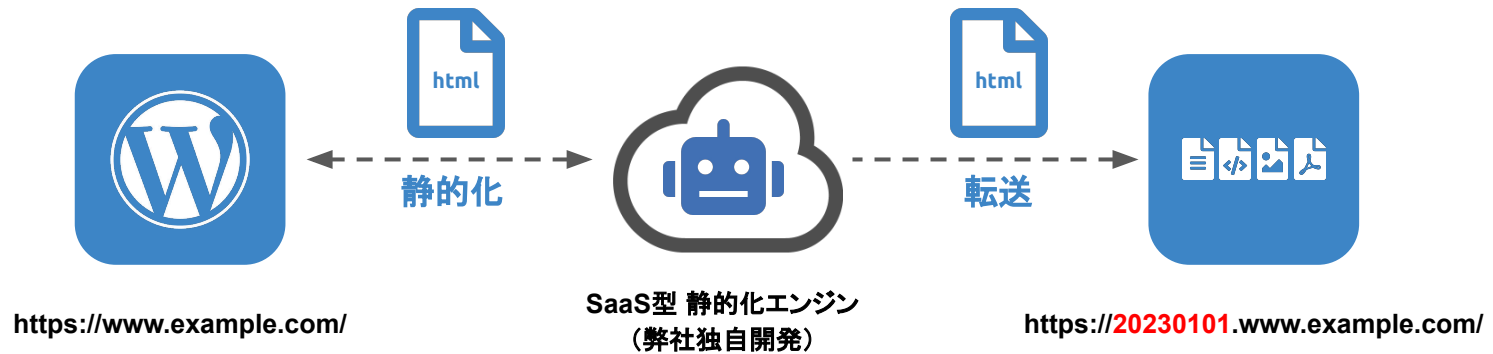 html
html
静的化
転送
SaaS型 静的化エンジン
（弊社独自開発）
https://www.example.com/
https://20230101.www.example.com/